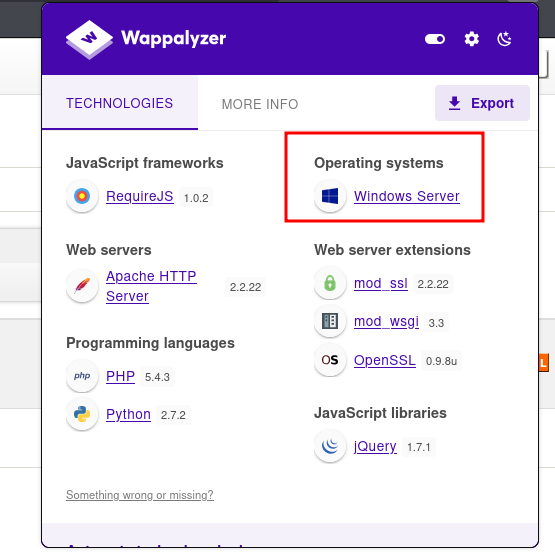 Wappalyzer
TECHNOLOGIES
MORE INFO
Export
JavaScript frameworks
RequireJS 1.0.2
Web servers
Apache HTTP
Server
2.2.22
Programming languages
php PHP 5.4.3
Python 2.7.2
Operating systems
Windows Server
Web server extensions
mod_ssl 2.2.22
mod_wsgi 3.3
OS OpenSSL 0.9.8u
JavaScript libraries
jQuery 1.7.1
Something wrong or missing?
L